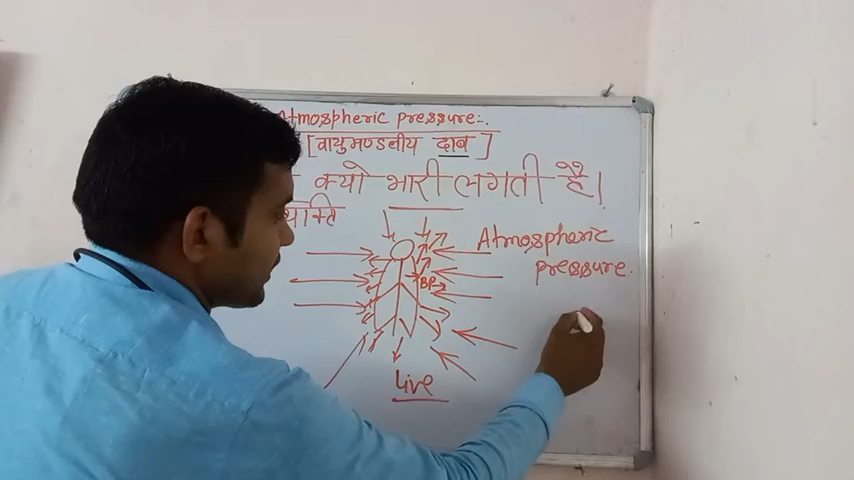 Atmospheric pressure:-
[वायुमण्डलीय दाब]
क्यो भारी लगती है।
Atmospheric
pressure.
BP
Live